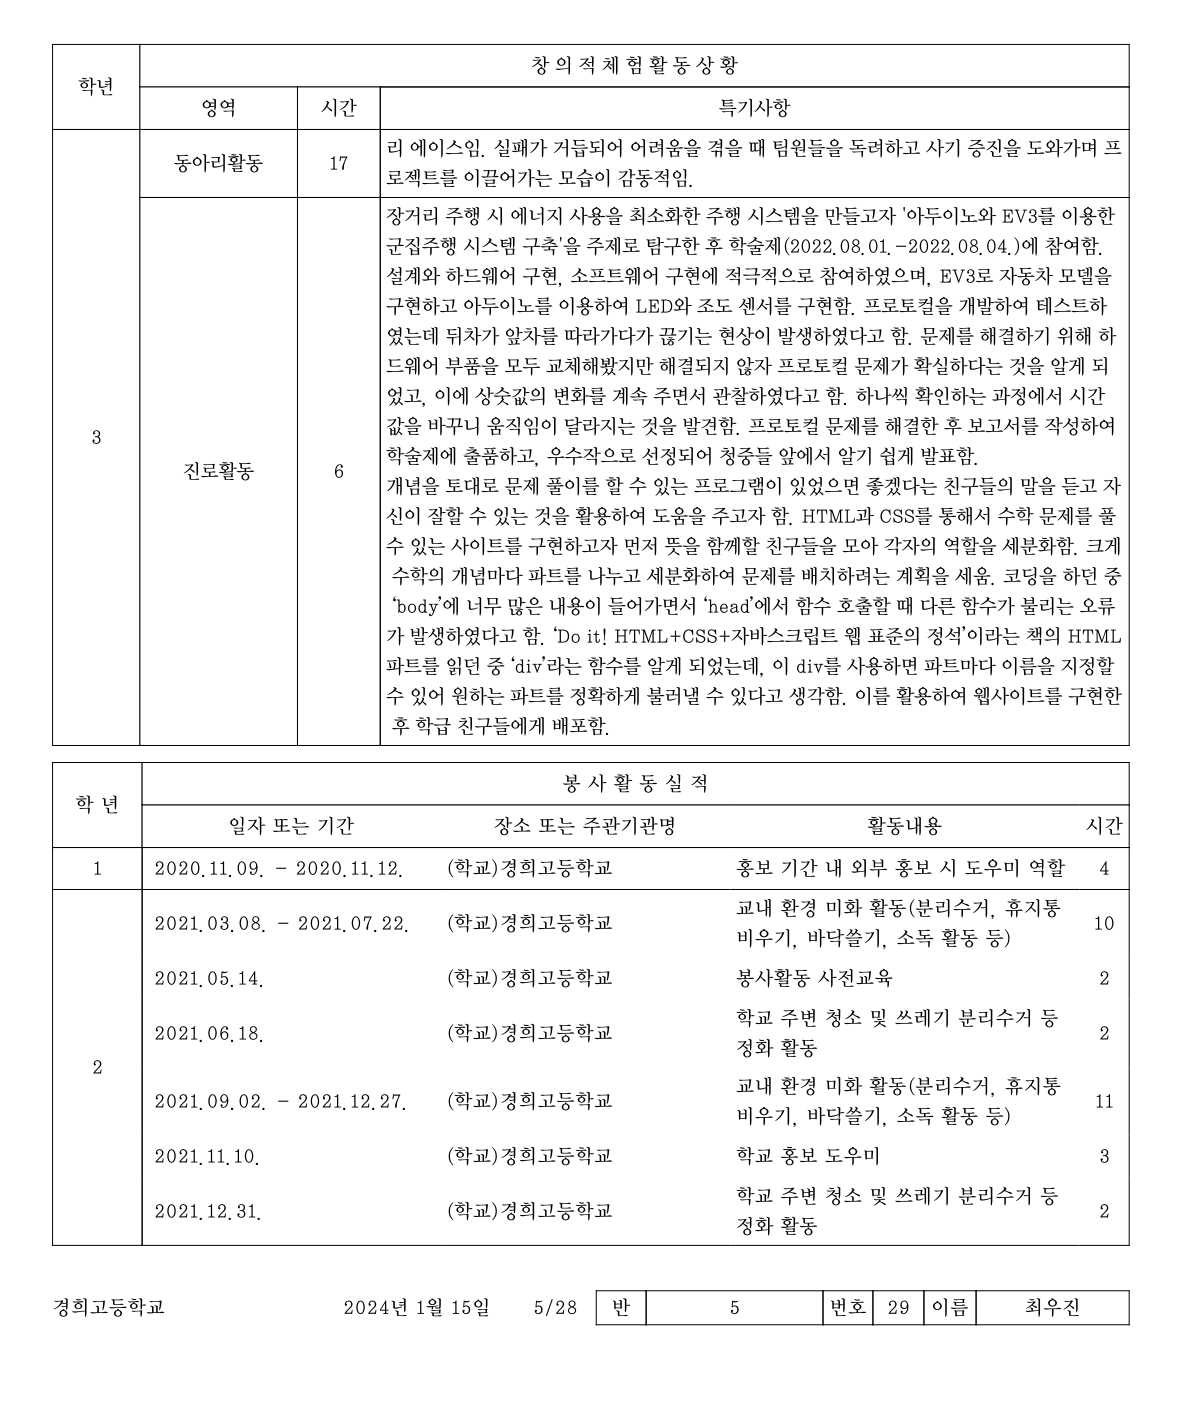 학년
창의적체험활동상황
영역 시간 특기사항
3
동아리활동 17
리 에이스임. 실패가 거듭되어 어려움을 겪을 때 팀원들을 독려하고 사기 증진을 도와가며 프
로젝트를 이끌어가는 모습이 감동적임.
진로활동 6
장거리 주행 시 에너지 사용을 최소화한 주행 시스템을 만들고자 '아두이노와 EV3를 이용한
군집주행 시스템 구축'을 주제로 탐구한 후 학술제(2022.08.01.-2022.08.04.)에 참여함.
설계와 하드웨어 구현, 소프트웨어 구현에 적극적으로 참여하였으며, EV3로 자동차 모델을
구현하고 아두이노를 이용하여 LED와 조도 센서를 구현함. 프로토컬을 개발하여 테스트하
였는데 뒤차가 앞차를 따라가다가 끊기는 현상이 발생하였다고 함. 문제를 해결하기 위해 하
드웨어 부품을 모두 교체해봤지만 해결되지 않자 프로토컬 문제가 확실하다는 것을 알게 되
었고, 이에 상숫값의 변화를 계속 주면서 관찰하였다고 함. 하나씩 확인하는 과정에서 시간
값을 바꾸니 움직임이 달라지는 것을 발견함. 프로토컬 문제를 해결한 후 보고서를 작성하여
학술제에 출품하고, 우수작으로 선정되어 청중들 앞에서 알기 쉽게 발표함.
개념을 토대로 문제 풀이를 할 수 있는 프로그램이 있었으면 좋겠다는 친구들의 말을 듣고 자
신이 잘할 수 있는 것을 활용하여 도움을 주고자 함. HTML과 CSS를 통해서 수학 문제를 풀
수 있는 사이트를 구현하고자 먼저 뜻을 함께할 친구들을 모아 각자의 역할을 세분화함. 크게
수학의 개념마다 파트를 나누고 세분화하여 문제를 배치하려는 계획을 세움. 코딩을 하던 중
‘body’에 너무 많은 내용이 들어가면서 ‘head’에서 함수 호출할 때 다른 함수가 불리는 오류
가 발생하였다고 함. ‘Do it! HTML+CSS+자바스크립트 웹 표준의 정석’이라는 책의 HTML
파트를 읽던 중 ‘div’라는 함수를 알게 되었는데, 이 div를 사용하면 파트마다 이름을 지정할
수 있어 원하는 파트를 정확하게 불러낼 수 있다고 생각함. 이를 활용하여 웹사이트를 구현한
후 학급 친구들에게 배포함.
학 년
봉 사 활 동 실 적
일자 또는 기간 장소 또는 주관기관명 활동내용 시간
1 2020.11.09. - 2020.11.12. (학교)경희고등학교 홍보 기간 내 외부 홍보 시 도우미 역할 4
2
2021.03.08. - 2021.07.22. (학교)경희고등학교 교내 환경 미화 활동(분리수거, 휴지통
비우기, 바닥쓸기, 소독 활동 등) 10
2021.05.14. (학교)경희고등학교 봉사활동 사전교육 2
2021.06.18. (학교)경희고등학교 학교 주변 청소 및 쓰레기 분리수거 등
정화 활동 2
2021.09.02. - 2021.12.27. (학교)경희고등학교 교내 환경 미화 활동(분리수거, 휴지통
비우기, 바닥쓸기, 소독 활동 등) 11
2021.11.10. (학교)경희고등학교 학교 홍보 도우미 3
2021.12.31. (학교)경희고등학교 학교 주변 청소 및 쓰레기 분리수거 등
정화 활동 2
경희고등학교 2024년 1월 15일 5/28 반 5 번호 29 이름 최우진